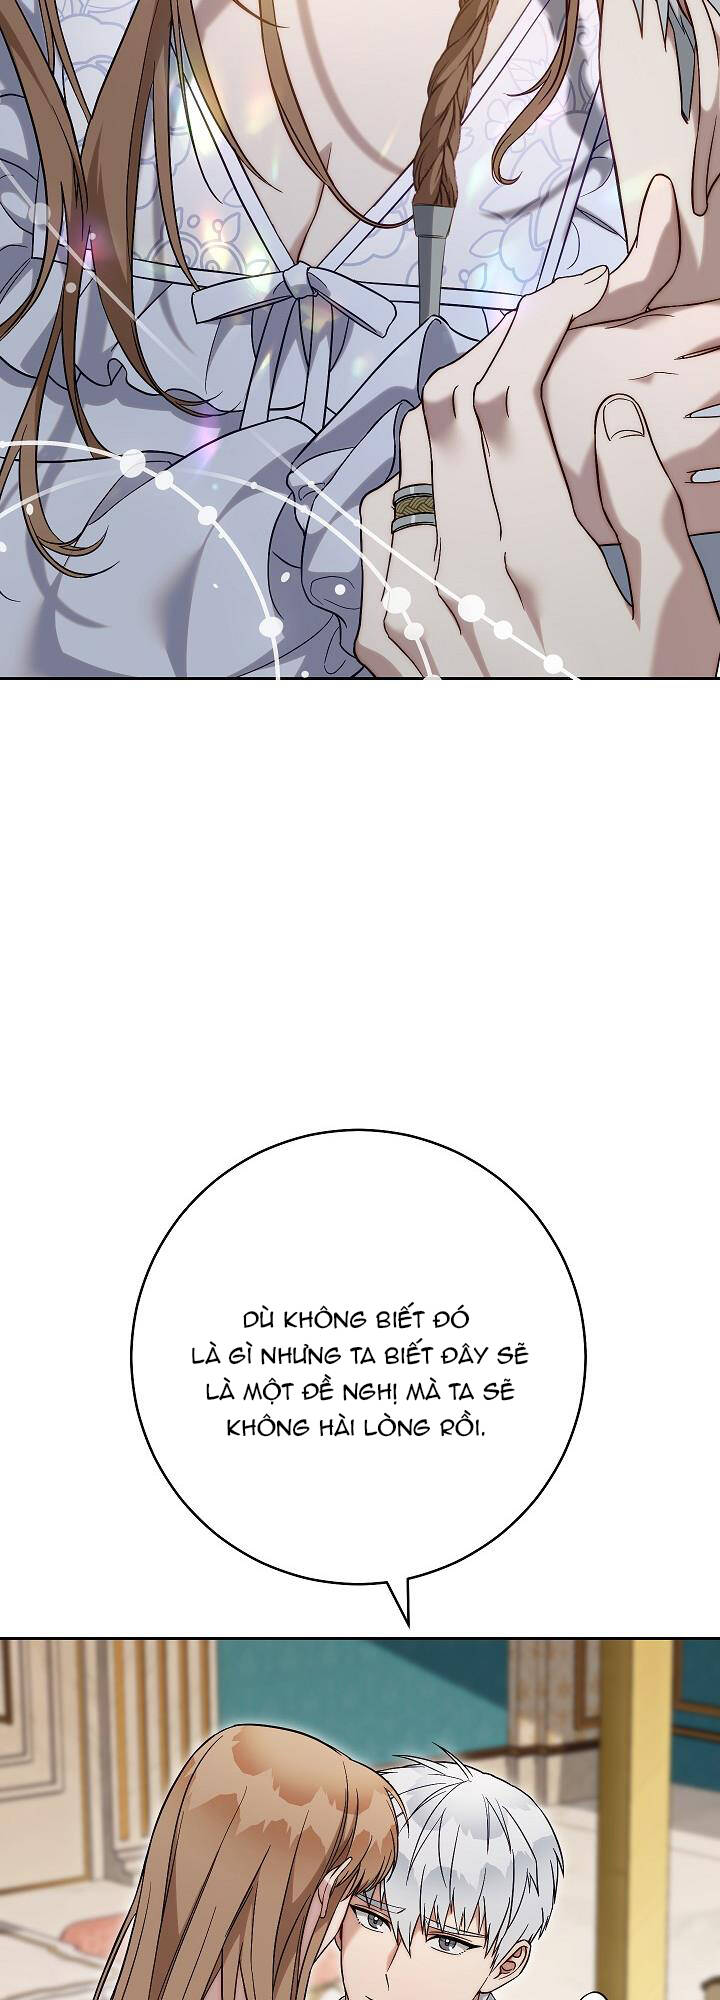 DÙ KHÔNG BIẾT ĐÓ
LÀ GÌ NHƯNG TA BIẾT ĐÂY SẼ
LÀ MỘT ĐỀ NGHỊ MÀ TA SẼ
KHÔNG HÀI LÒNG RỒI.